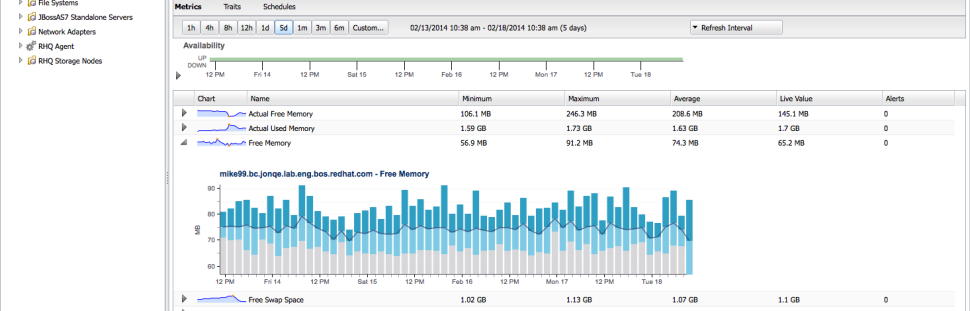 File Systems
JBossAS7 Standalone Servers
Network Adapters
RHQ Agent
RHQ Storage Nodes
Metrics Traits Schedules
1h 4h 8h 12h 1d 5d 1m 3m 6m Custom... 02/13/2014 10:38 am - 02/18/2014 10:38 am (5 days) Refresh Interval
Availability
UP
DOWN
12 PM Fri 14 12 PM Sat 15 12 PM Feb 16 12 PM Mon 17 12 PM Tue 18
Chart Name Minimum Maximum Average Live Value Alerts
Actual Free Memory 106.1 MB 246.3 MB 208.6 MB 145.1 MB 0
Actual Used Memory 1.59 GB 1.73 GB 1.63 GB 1.7 GB 0
Free Memory 56.9 MB 91.2 MB 74.3 MB 65.2 MB 0
mike99.bc.jonqe.lab.eng.bos.redhat.com - Free Memory
90
80
MB
70
60
12 PM Fri 14 12 PM Sat 15 12 PM Feb 16 12 PM Mon 17 12 PM Tue 18
Free Swap Space 1.02 GB 1.13 GB 1.07 GB 1.1 GB 0